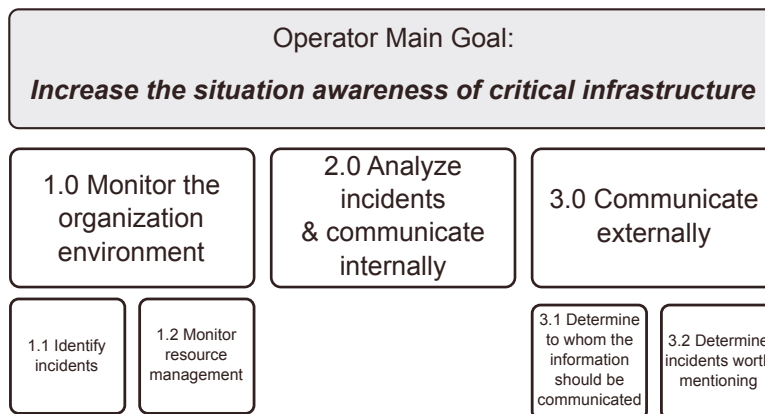 Operator Main Goal:
Increase the situation awareness of critical infrastructure
1.0 Monitor the
organization
environment
2.0 Analyze
incidents
& communicate
internally
3.0 Communicate
externally
1.1 Identify
incidents
1.2 Monitor
resource
management
3.1 Determine
to whom the
information
should be
communicated
3.2 Determine
incidents worth
mentioning